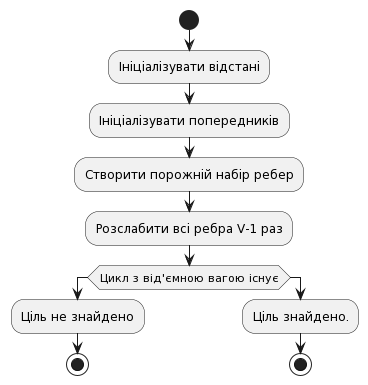 Ініціалізувати відстані
Ініціалізувати попередників
Створити порожній набір ребер
Розслабити всі ребра V-1 раз
Цикл з від'ємною вагою існує
Ціль не знайдено
Ціль знайдено.